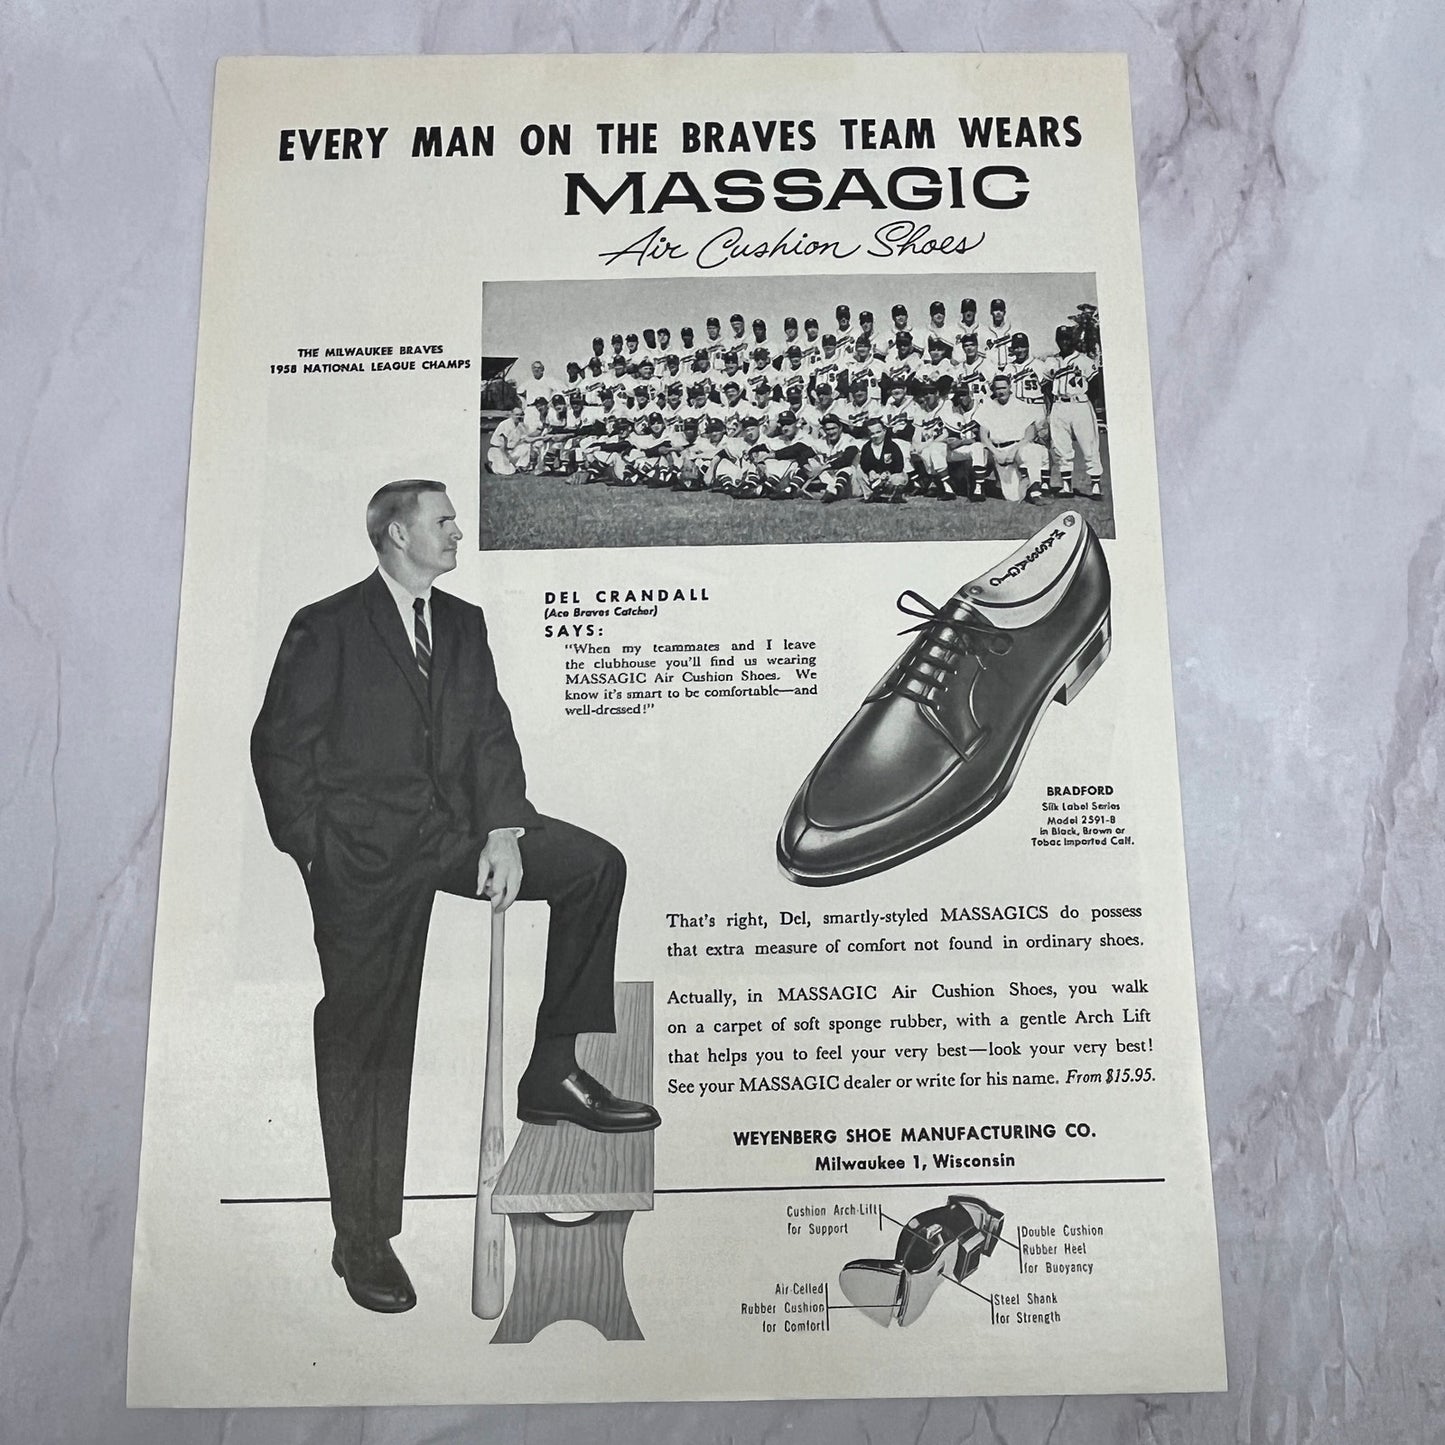 EVERY MAN ON THE BRAVES TEAM WEARS
MASSAGIC
Air Cushion Shoes
THE MILWAUKEE BRAVES
1958 NATIONAL LEAGUE CHAMPS
53
44
24
MASSAGIC
DEL CRANDALL
(Ace Braves Catcher)
SAYS:
"When my teammates and I leave
the clubhouse you'll find us wearing
MASSAGIC Air Cushion Shoes. We
know it's smart to be comfortable—and
well-dressed!"
BRADFORD
Silk Label Series
Model 2591-B
in Black, Brown or
Tobac Imported Calf.
That's right, Del, smartly-styled MASSAGICS do possess
that extra measure of comfort not found in ordinary shoes.
Actually, in MASSAGIC Air Cushion Shoes, you walk
on a carpet of soft sponge rubber, with a gentle Arch Lift
that helps you to feel your very best—look your very best!
See your MASSAGIC dealer or write for his name. From $15.95.
WEYENBERG SHOE MANUFACTURING CO.
Milwaukee 1, Wisconsin
Cushion Arch-Lift
for Support
Double Cushion
Rubber Heel
for Buoyancy
Air-Celled
Rubber Cushion
for Comfort
Steel Shank
for Strength